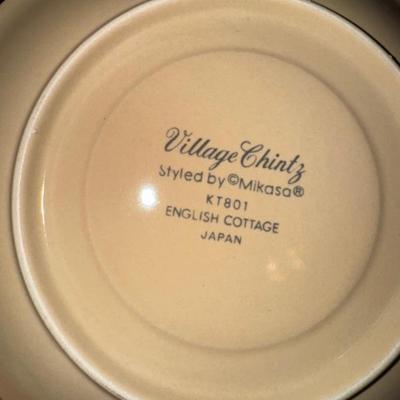 Village Chintz
Styled by ©Mikasa®
KT801
ENGLISH COTTAGE
JAPAN